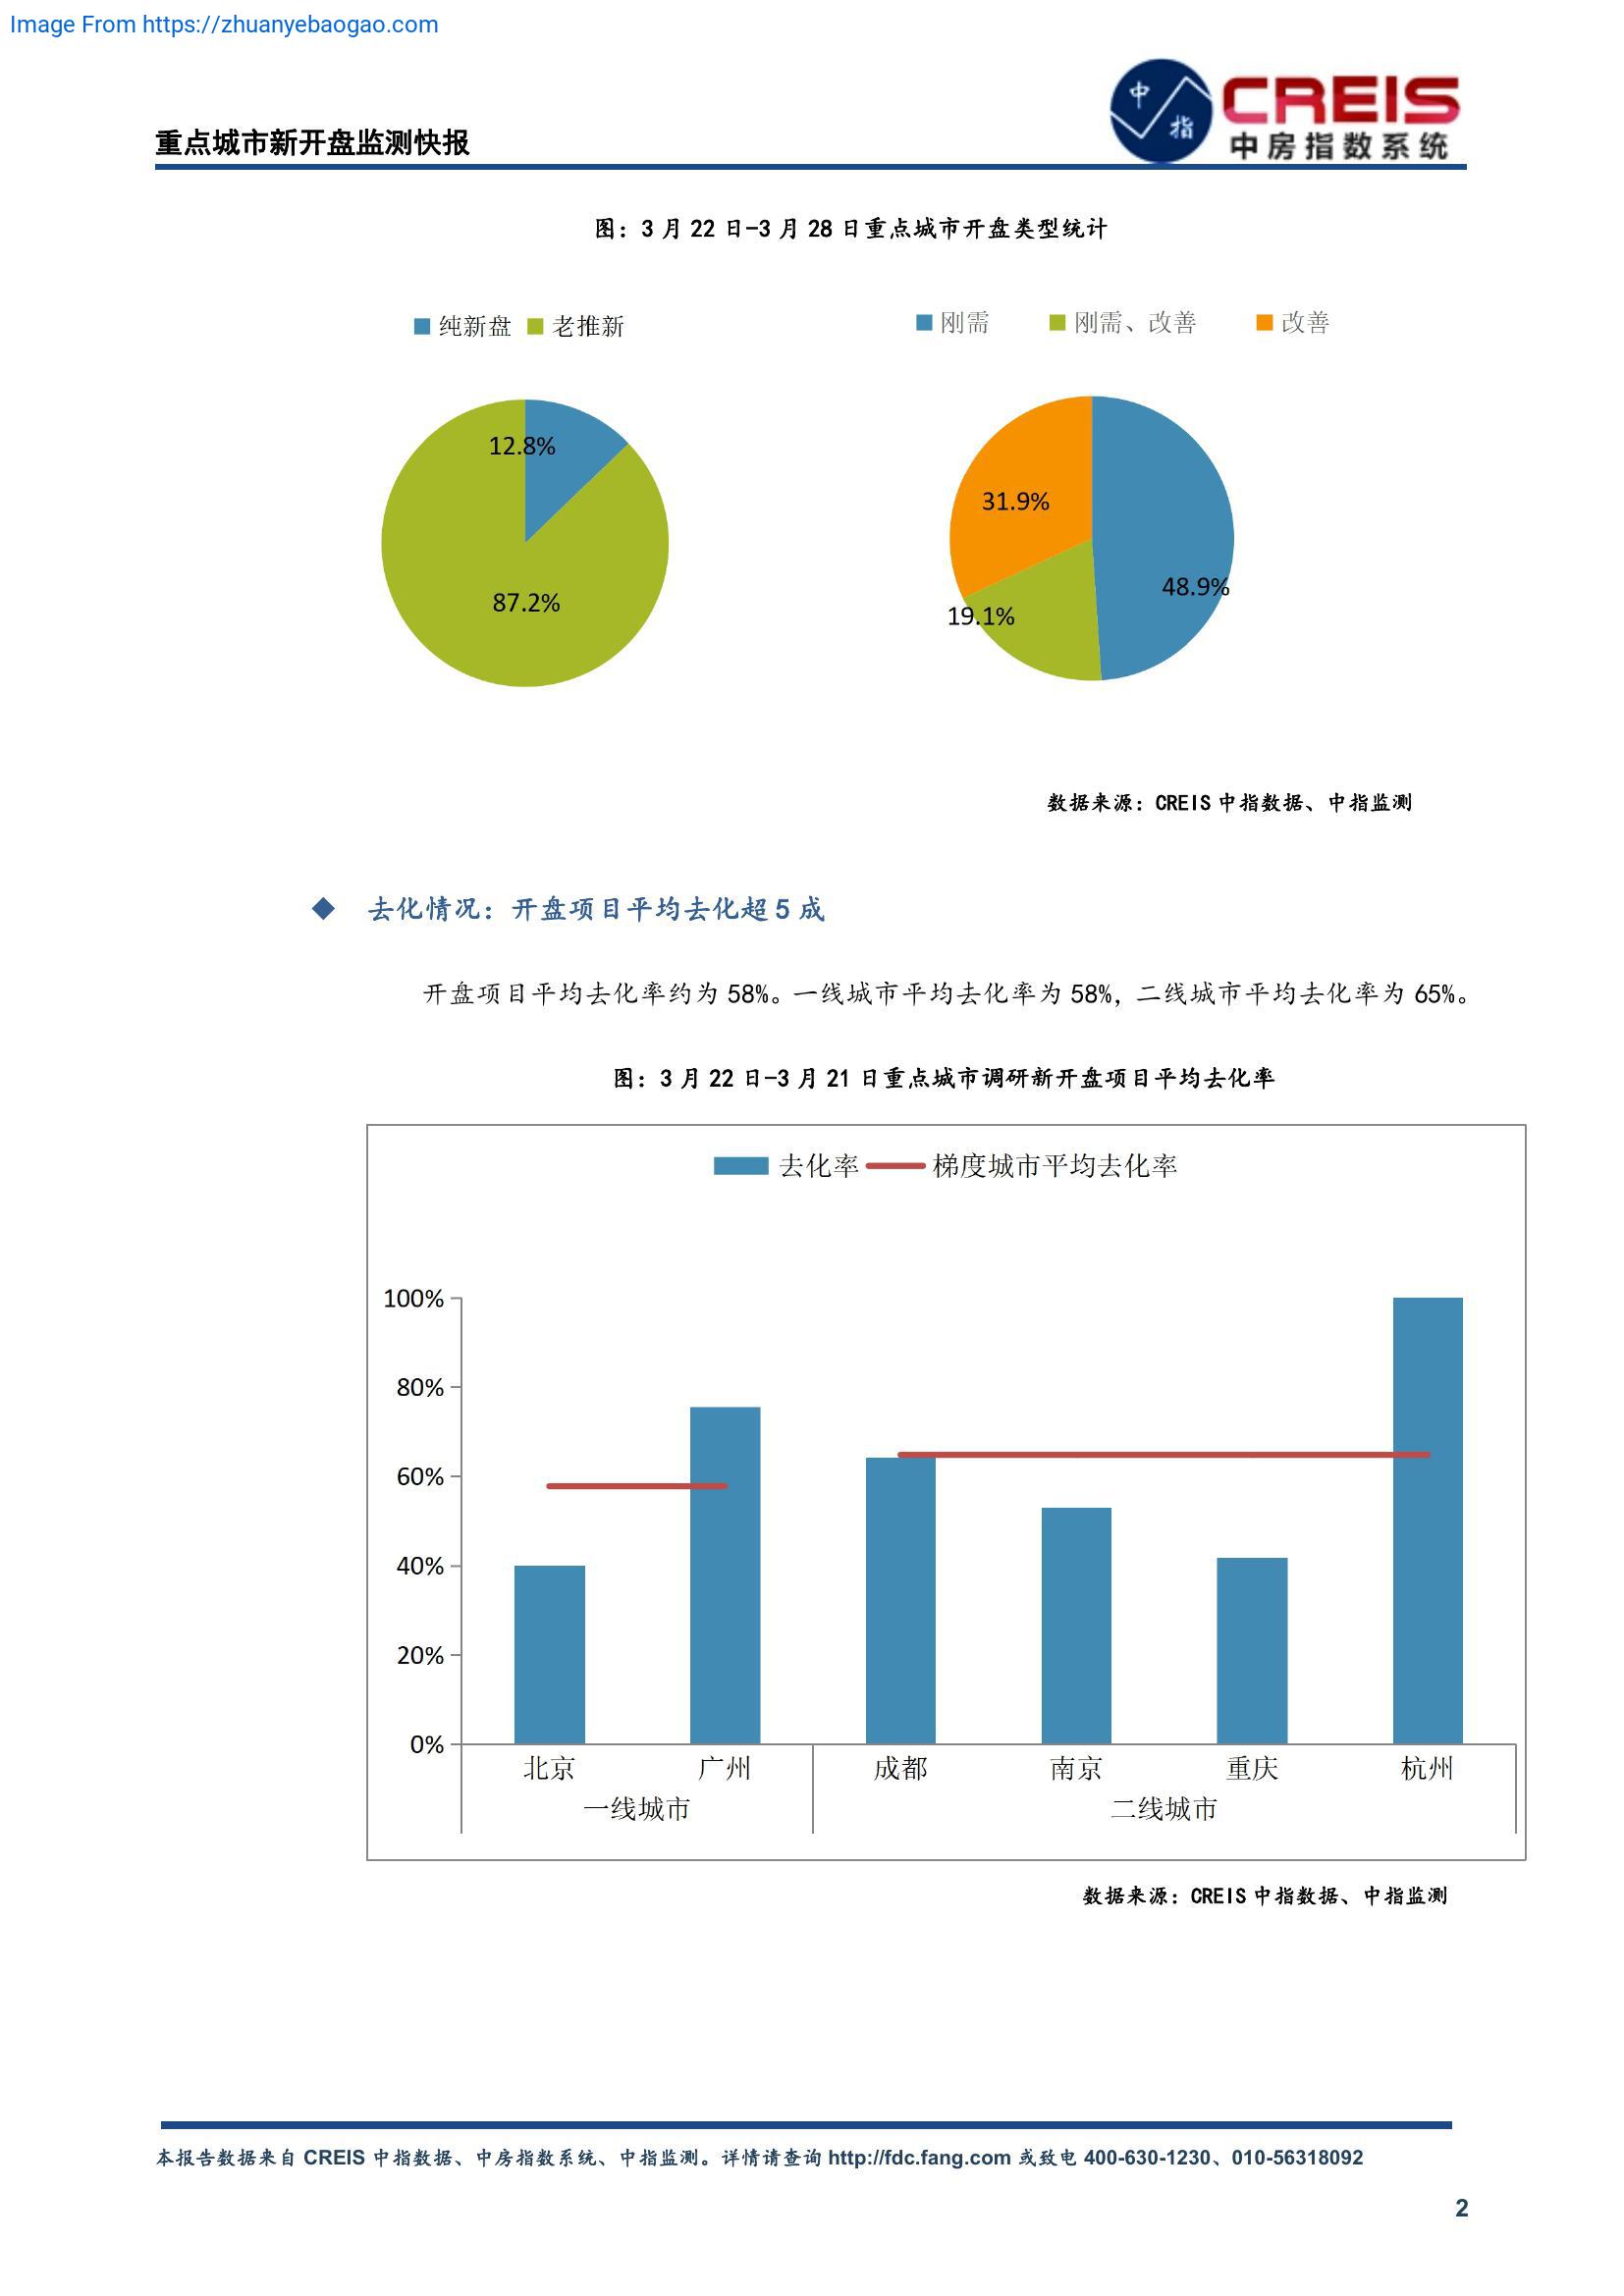 Image From https://zhuanyebaogao.com
中 指 CREIS
中房指数系统
重点城市新开盘监测快报
图：3 月 22 日-3 月 28 日重点城市开盘类型统计
纯新盘 老推新
刚需 刚需、改善 改善
12.8%
87.2%
31.9%
48.9%
19.1%
数据来源：CREIS 中指数据、中指监测
◆ 去化情况：开盘项目平均去化超 5 成
开盘项目平均去化率约为 58%。一线城市平均去化率为 58%，二线城市平均去化率为 65%。
图：3 月 22 日-3 月 21 日重点城市调研新开盘项目平均去化率
去化率 梯度城市平均去化率
100%
80%
60%
40%
20%
0%
北京 广州 成都 南京 重庆 杭州
一线城市 二线城市
数据来源：CREIS 中指数据、中指监测
本报告数据来自 CREIS 中指数据、中房指数系统、中指监测。详情请查询 http://fdc.fang.com 或致电 400-630-1230、010-56318092
2